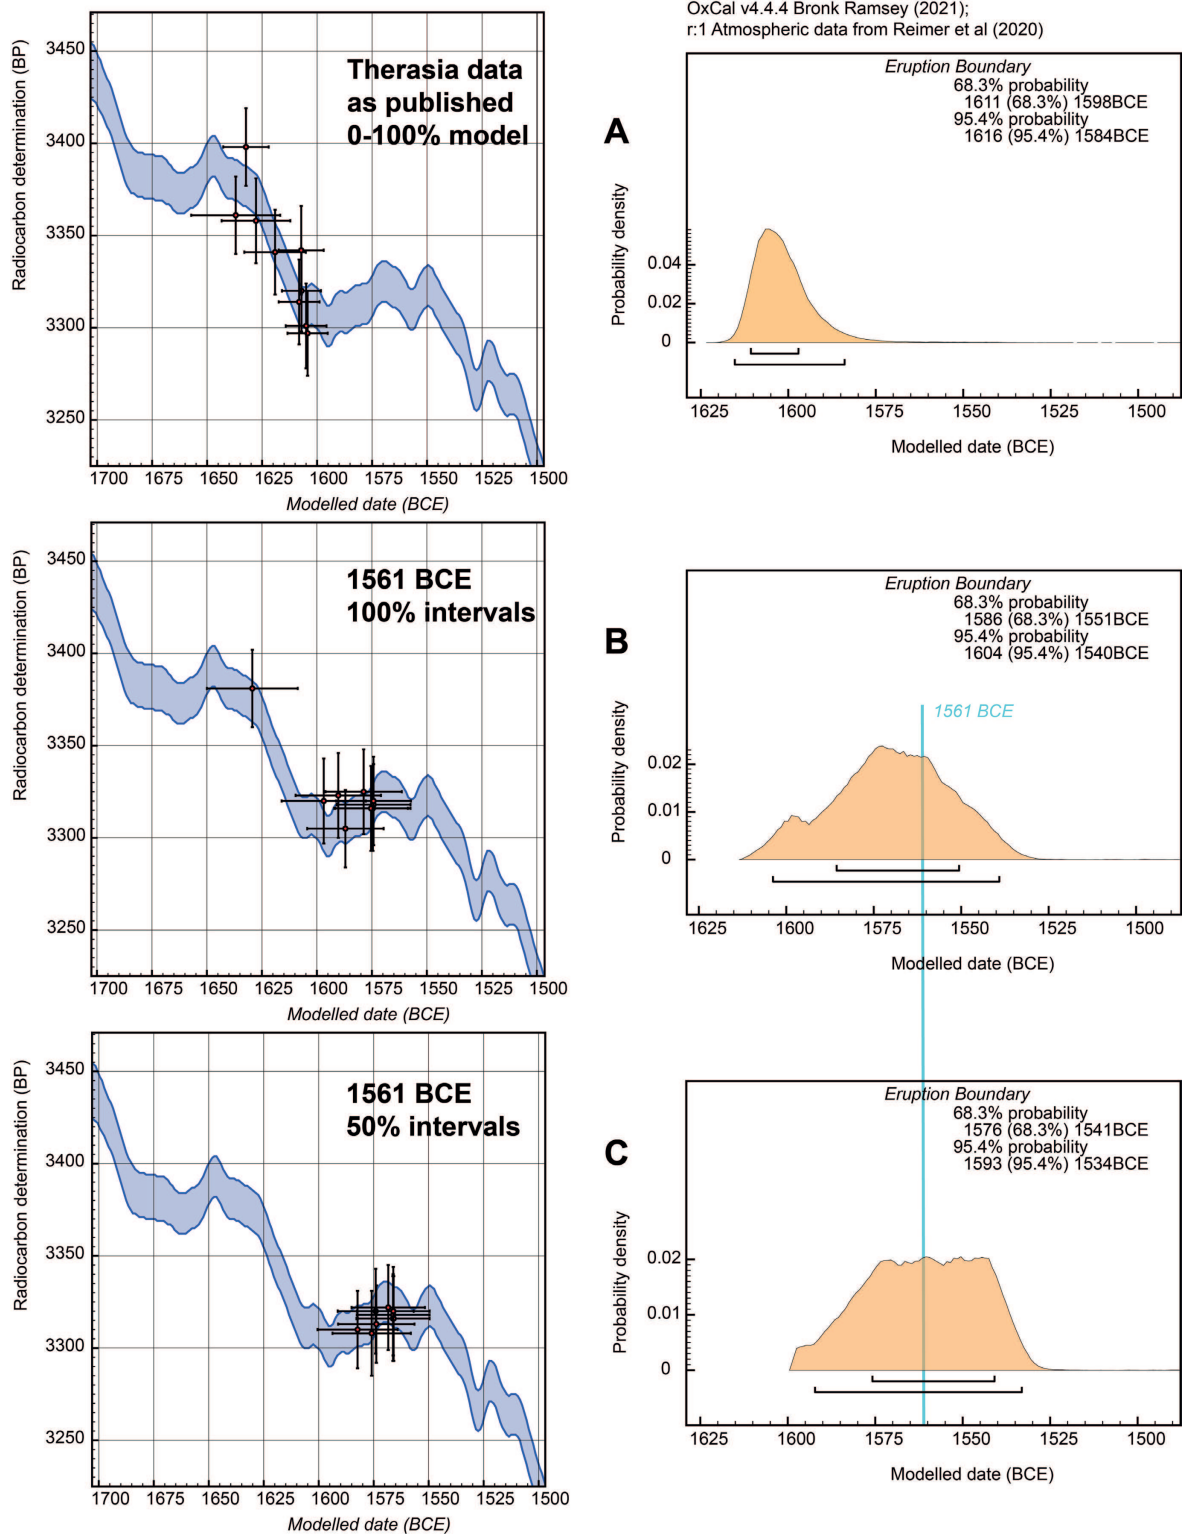 OxCal v4.4.4 Bronk Ramsey (2021);
r:1 Atmospheric data from Reimer et al (2020)
Radiocarbon determination (BP)
3450
3400
3350
3300
3250
Therasia data
as published
0-100% model
1700 1675 1650 1625 1600 1575 1550 1525 1500
Modelled date (BCE)
A
Eruption Boundary
68.3% probability
1611 (68.3%) 1598BCE
95.4% probability
1616 (95.4%) 1584BCE
Probability density
0.04
0.02
0
1625 1600 1575 1550 1525 1500
Modelled date (BCE)
Radiocarbon determination (BP)
3450
3400
3350
3300
3250
1561 BCE
100% intervals
1700 1675 1650 1625 1600 1575 1550 1525 1500
Modelled date (BCE)
B
Eruption Boundary
68.3% probability
1586 (68.3%) 1551BCE
95.4% probability
1604 (95.4%) 1540BCE
1561 BCE
Probability density
0.02
0.01
0
1625 1600 1575 1550 1525 1500
Modelled date (BCE)
Radiocarbon determination (BP)
3450
3400
3350
3300
3250
1561 BCE
50% intervals
1700 1675 1650 1625 1600 1575 1550 1525 1500
Modelled date (BCE)
C
Eruption Boundary
68.3% probability
1576 (68.3%) 1541BCE
95.4% probability
1593 (95.4%) 1534BCE
Probability density
0.02
0.01
0
1625 1600 1575 1550 1525 1500
Modelled date (BCE)